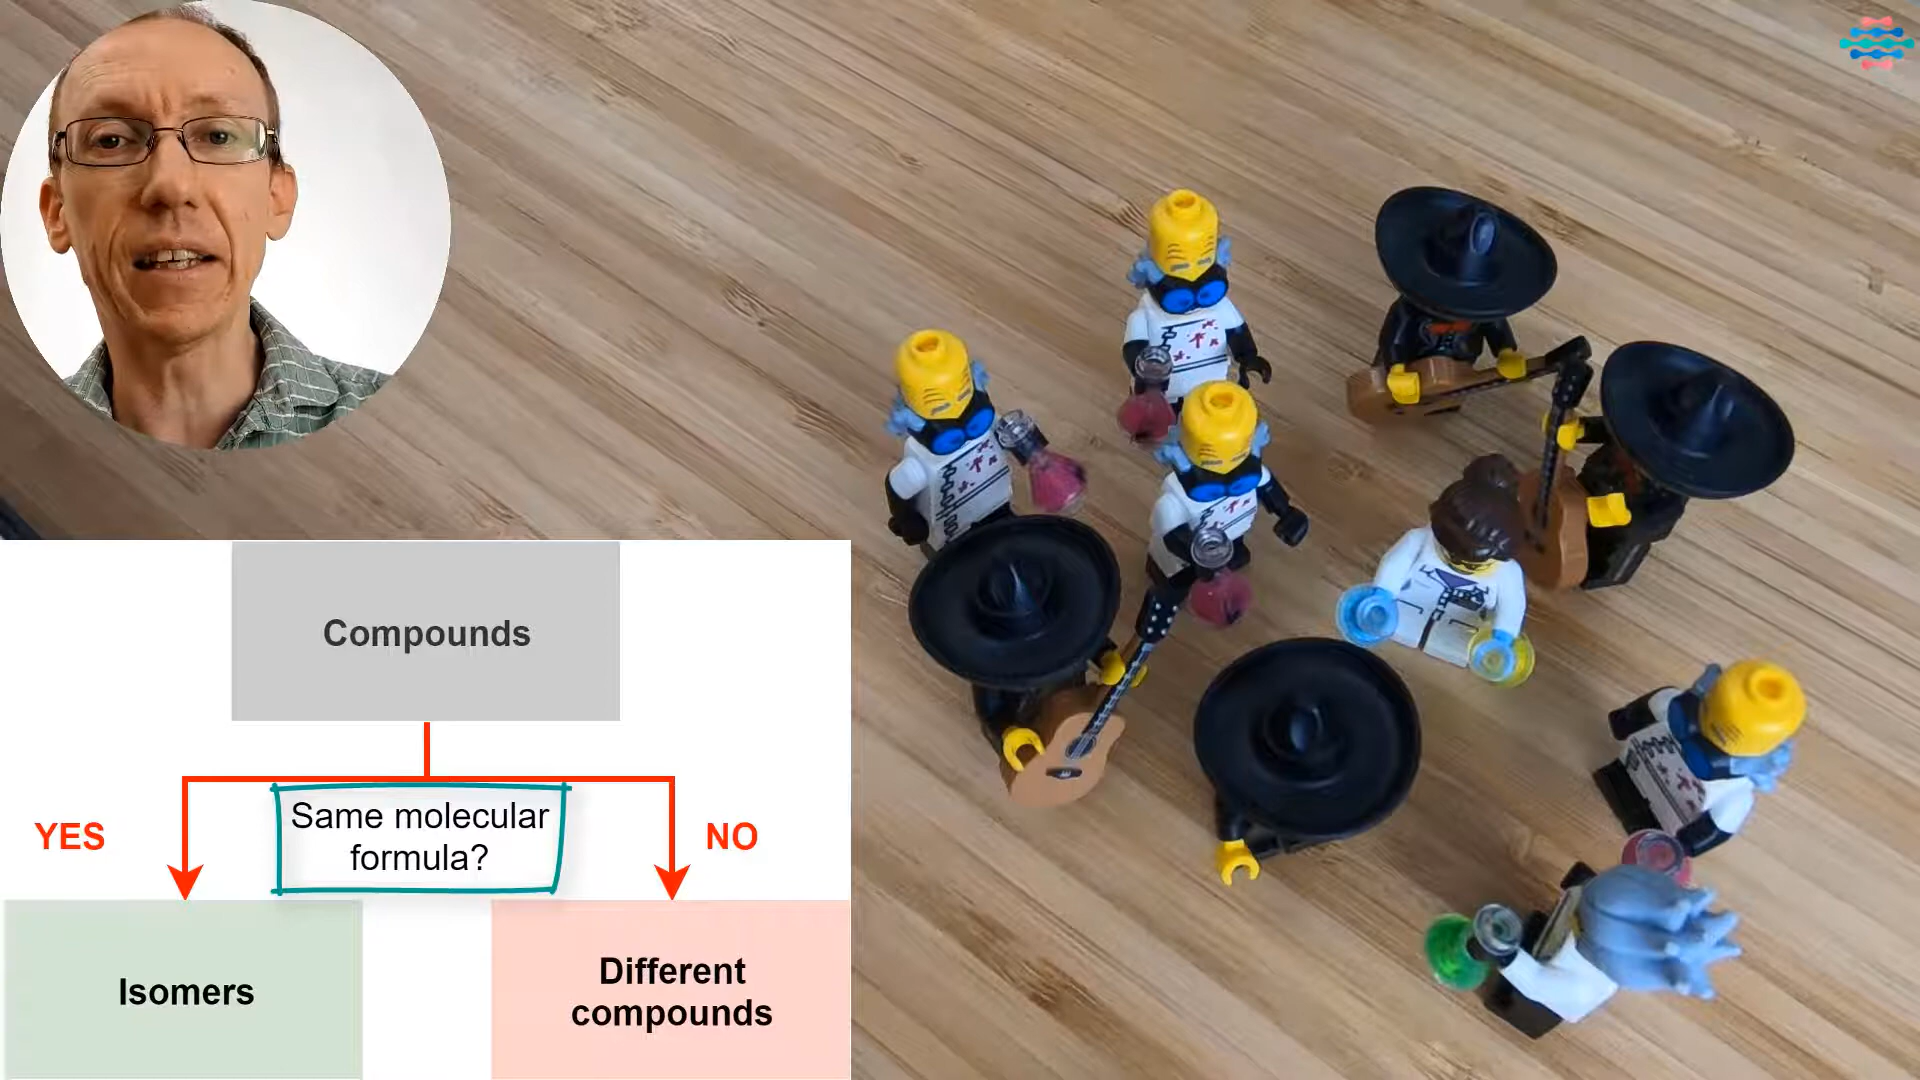 Compounds
Same molecular
formula?
YES
NO
Isomers
Different
compounds